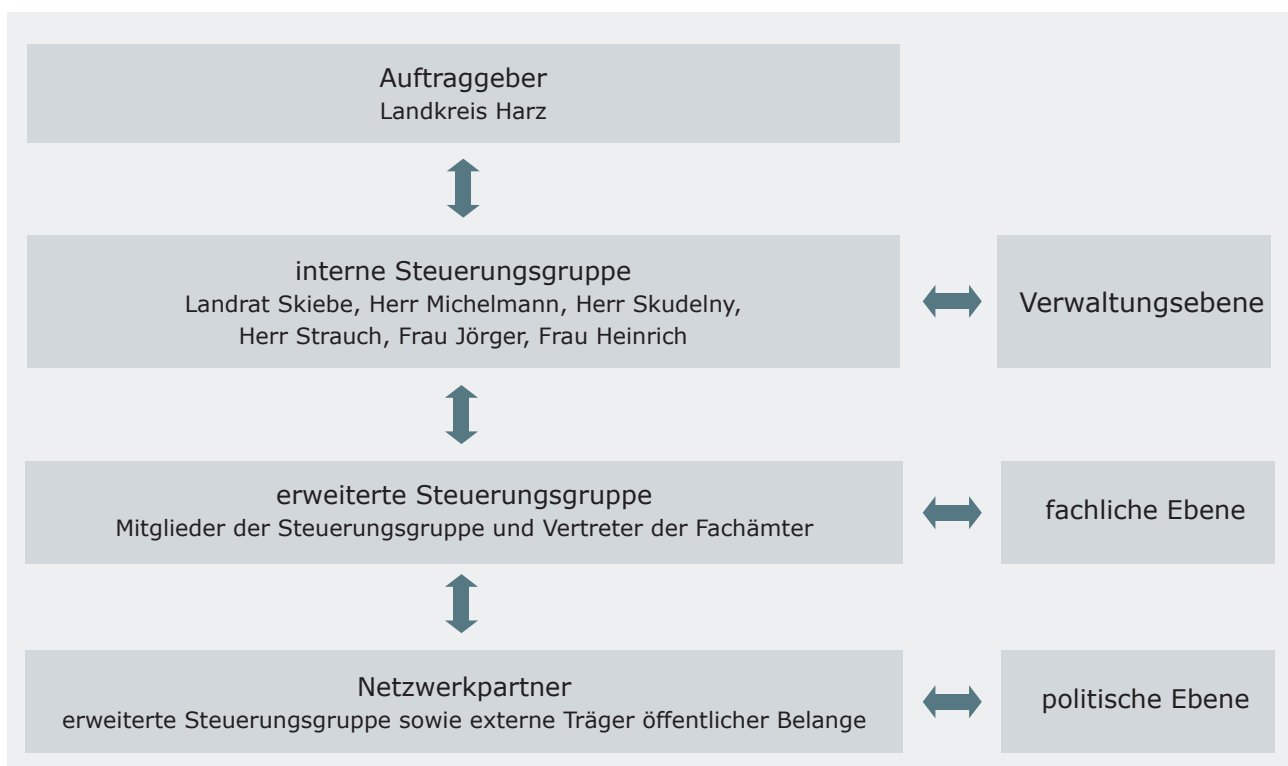 Auftraggeber
Landkreis Harz
interne Steuerungsgruppe
Landrat Skiebe, Herr Michelmann, Herr Skudelny,
Herr Strauch, Frau Jörger, Frau Heinrich
Verwaltungsebene
erweiterte Steuerungsgruppe
Mitglieder der Steuerungsgruppe und Vertreter der Fachämter
fachliche Ebene
Netzwerkpartner
erweiterte Steuerungsgruppe sowie externe Träger öffentlicher Belange
politische Ebene